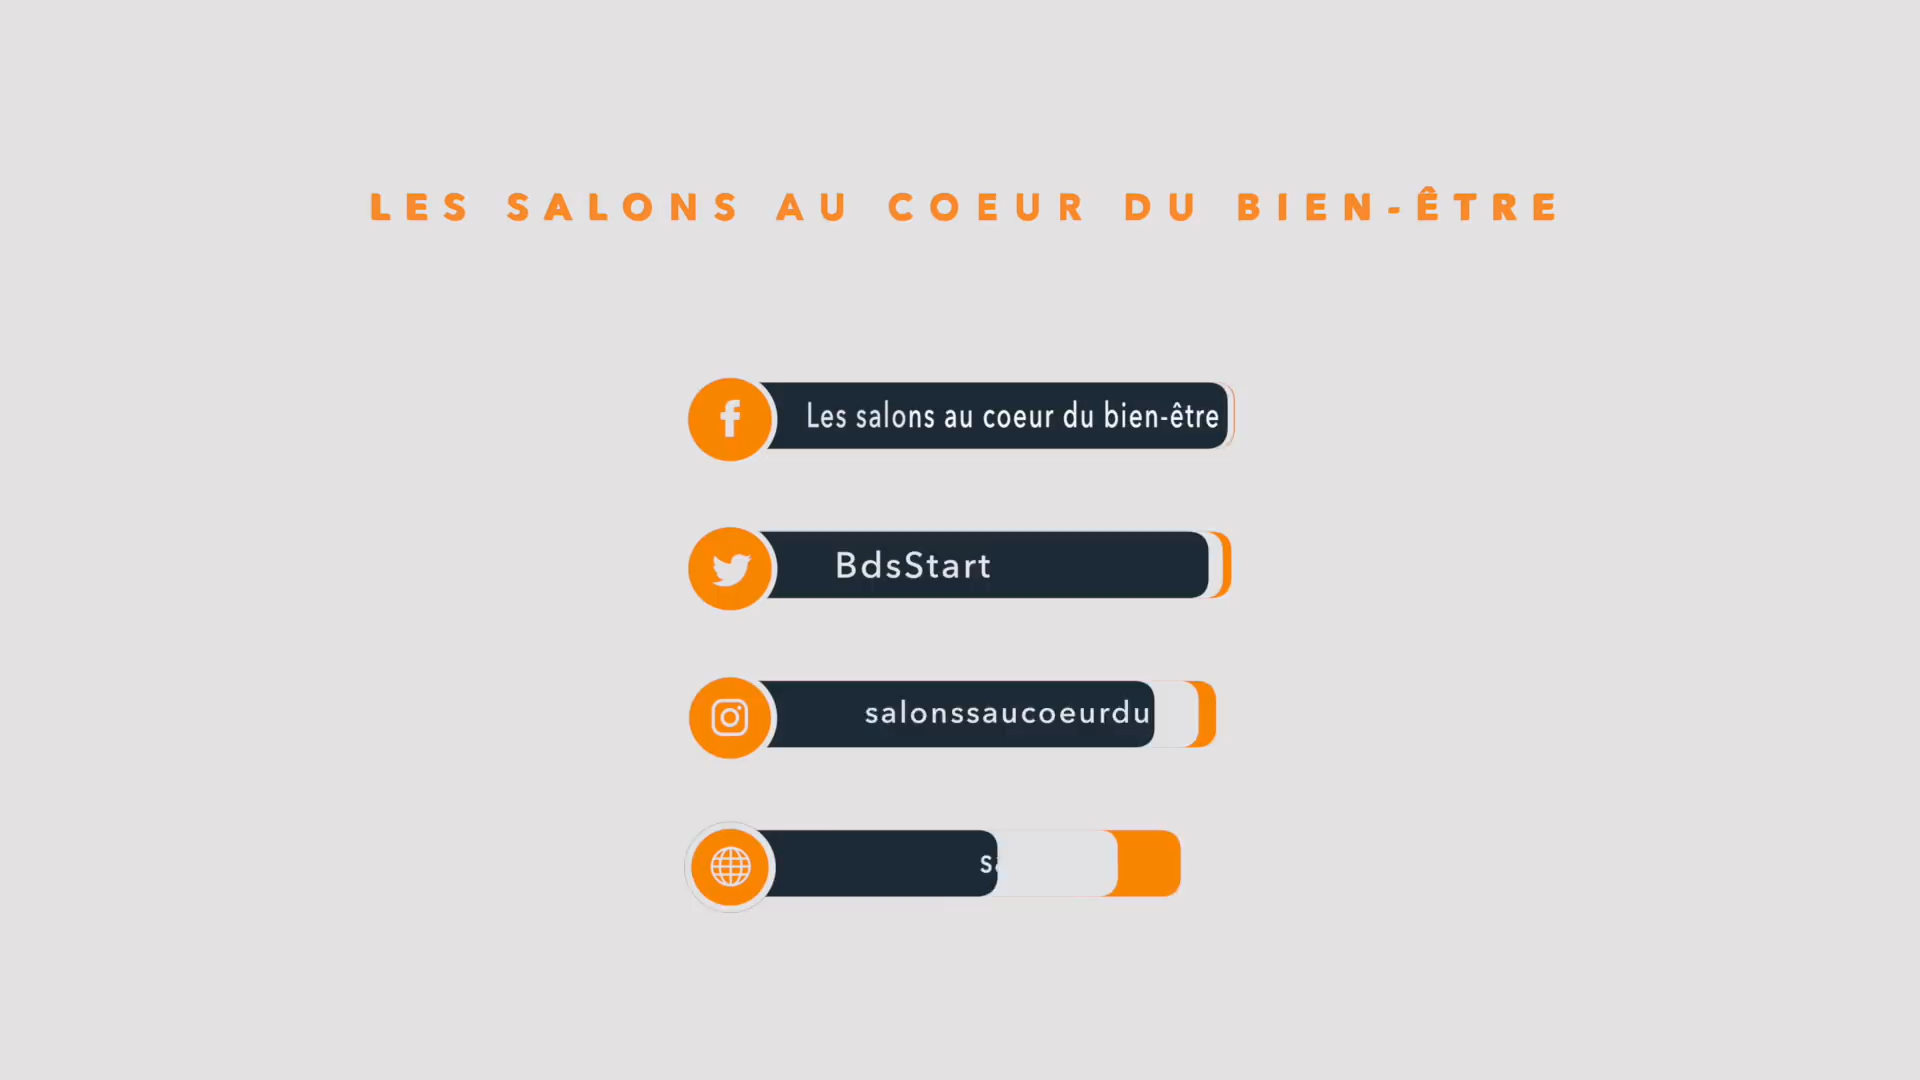 LES SALONS AU COEUR DU BIEN-ÊTRE
Les salons au coeur du bien-être
BdsStart
salonssaucoeurdu